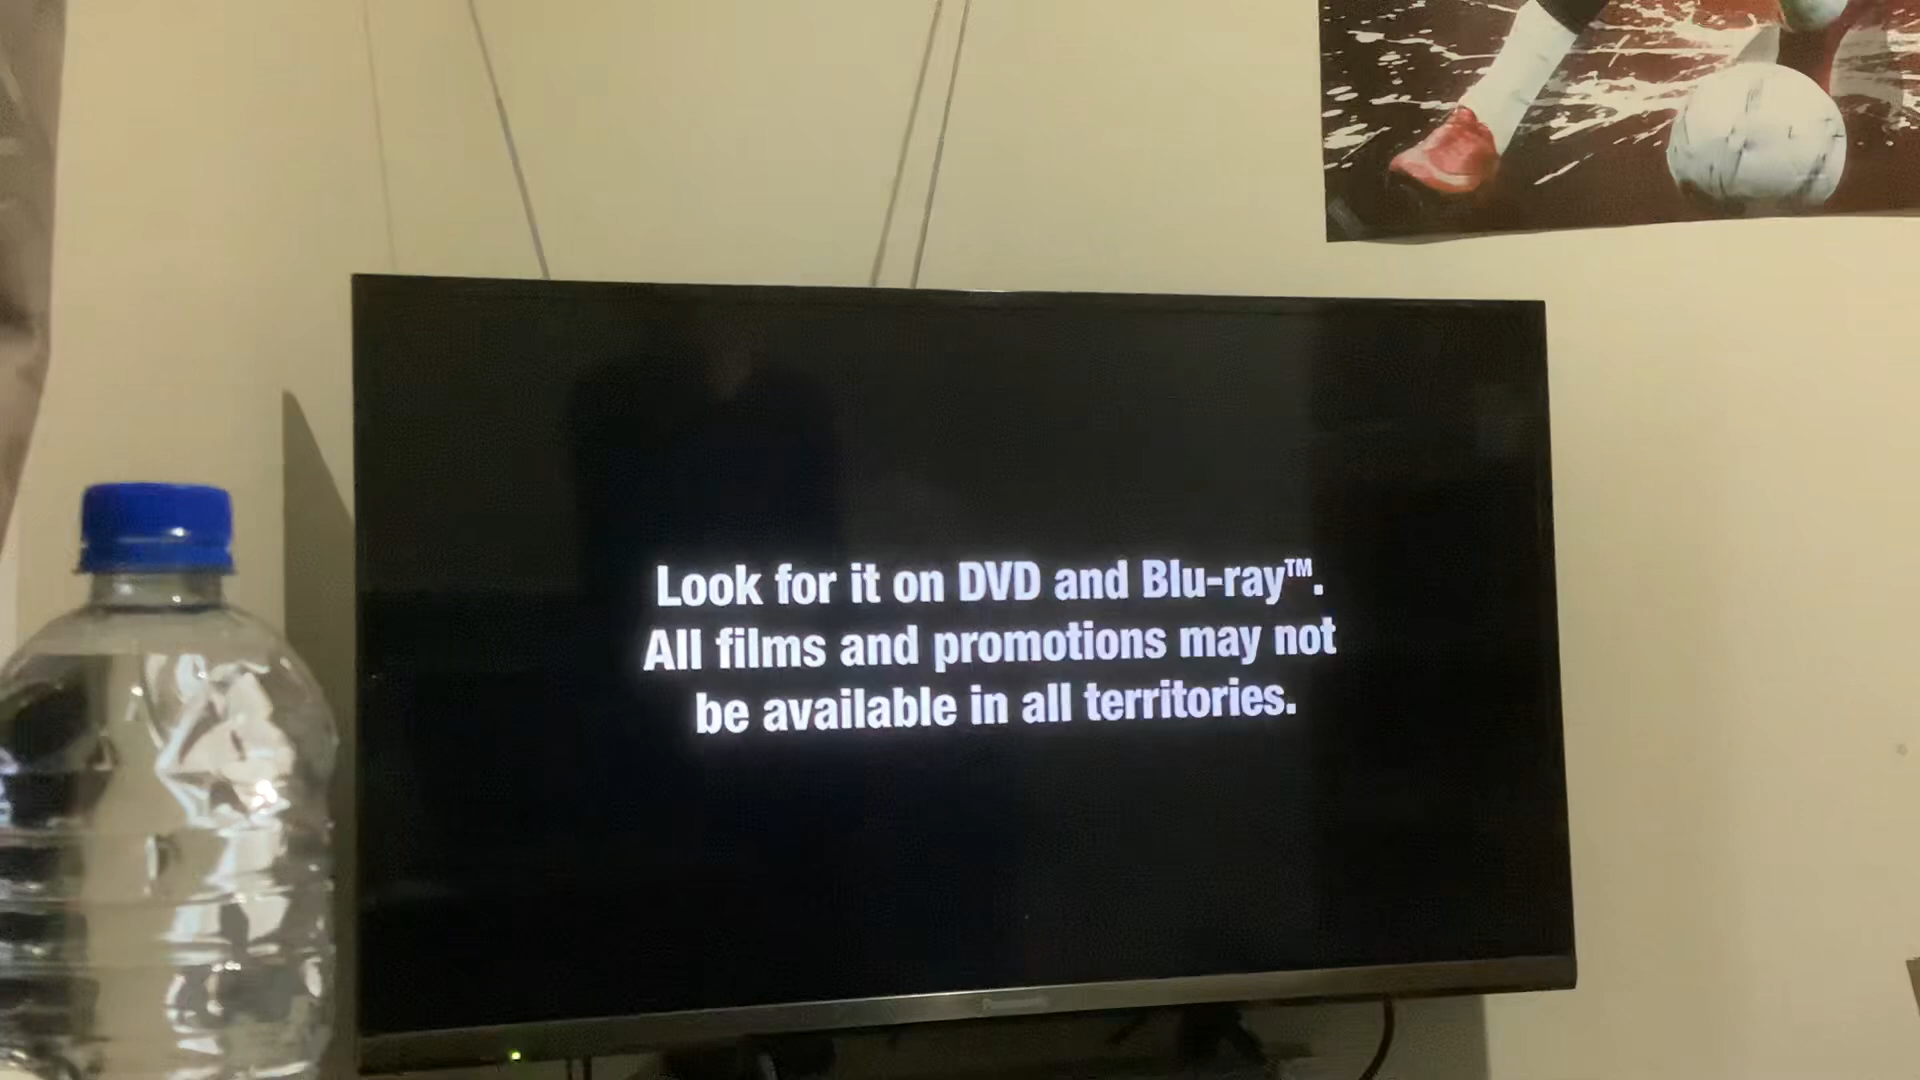 Look for it on DVD and Blu-ray™.
All films and promotions may not
be available in all territories.
Panasonic